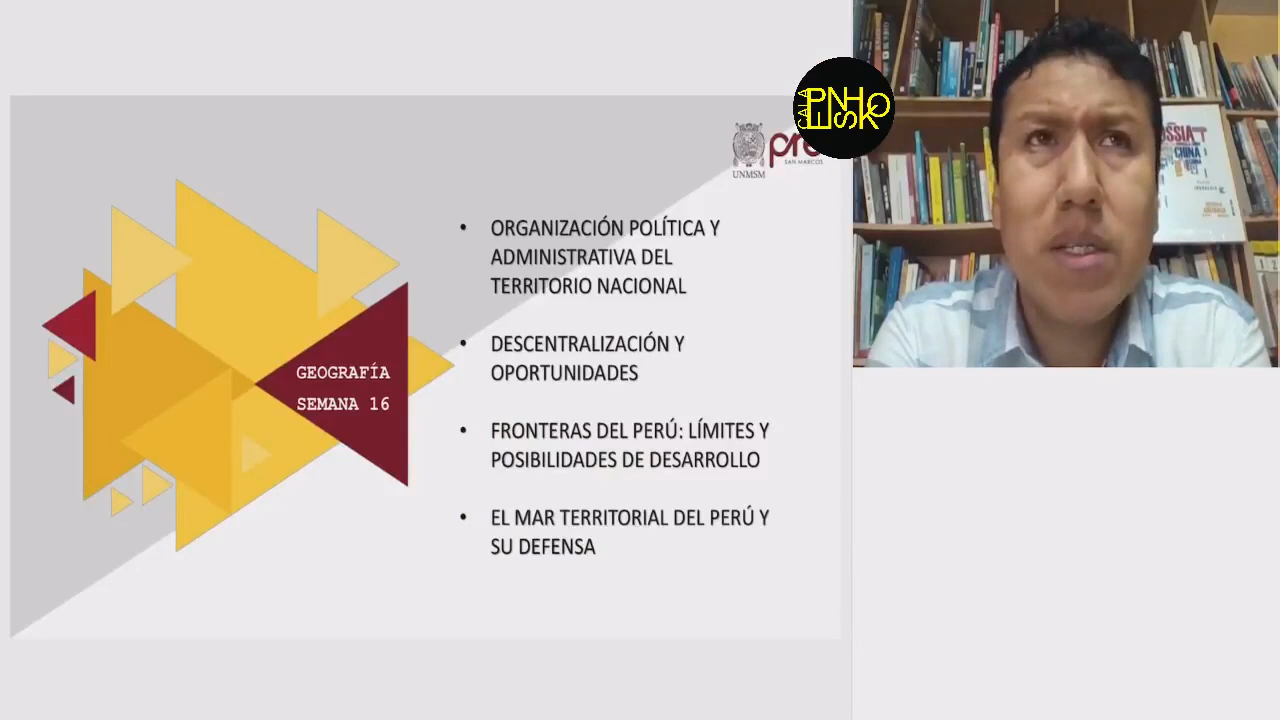 GEOGRAFÍA
SEMANA 16
• ORGANIZACIÓN POLÍTICA Y
ADMINISTRATIVA DEL
TERRITORIO NACIONAL
• DESCENTRALIZACIÓN Y
OPORTUNIDADES
• FRONTERAS DEL PERÚ: LÍMITES Y
POSIBILIDADES DE DESARROLLO
• EL MAR TERRITORIAL DEL PERÚ Y
SU DEFENSA
UNMSM
SAN MARCOS
CHINA